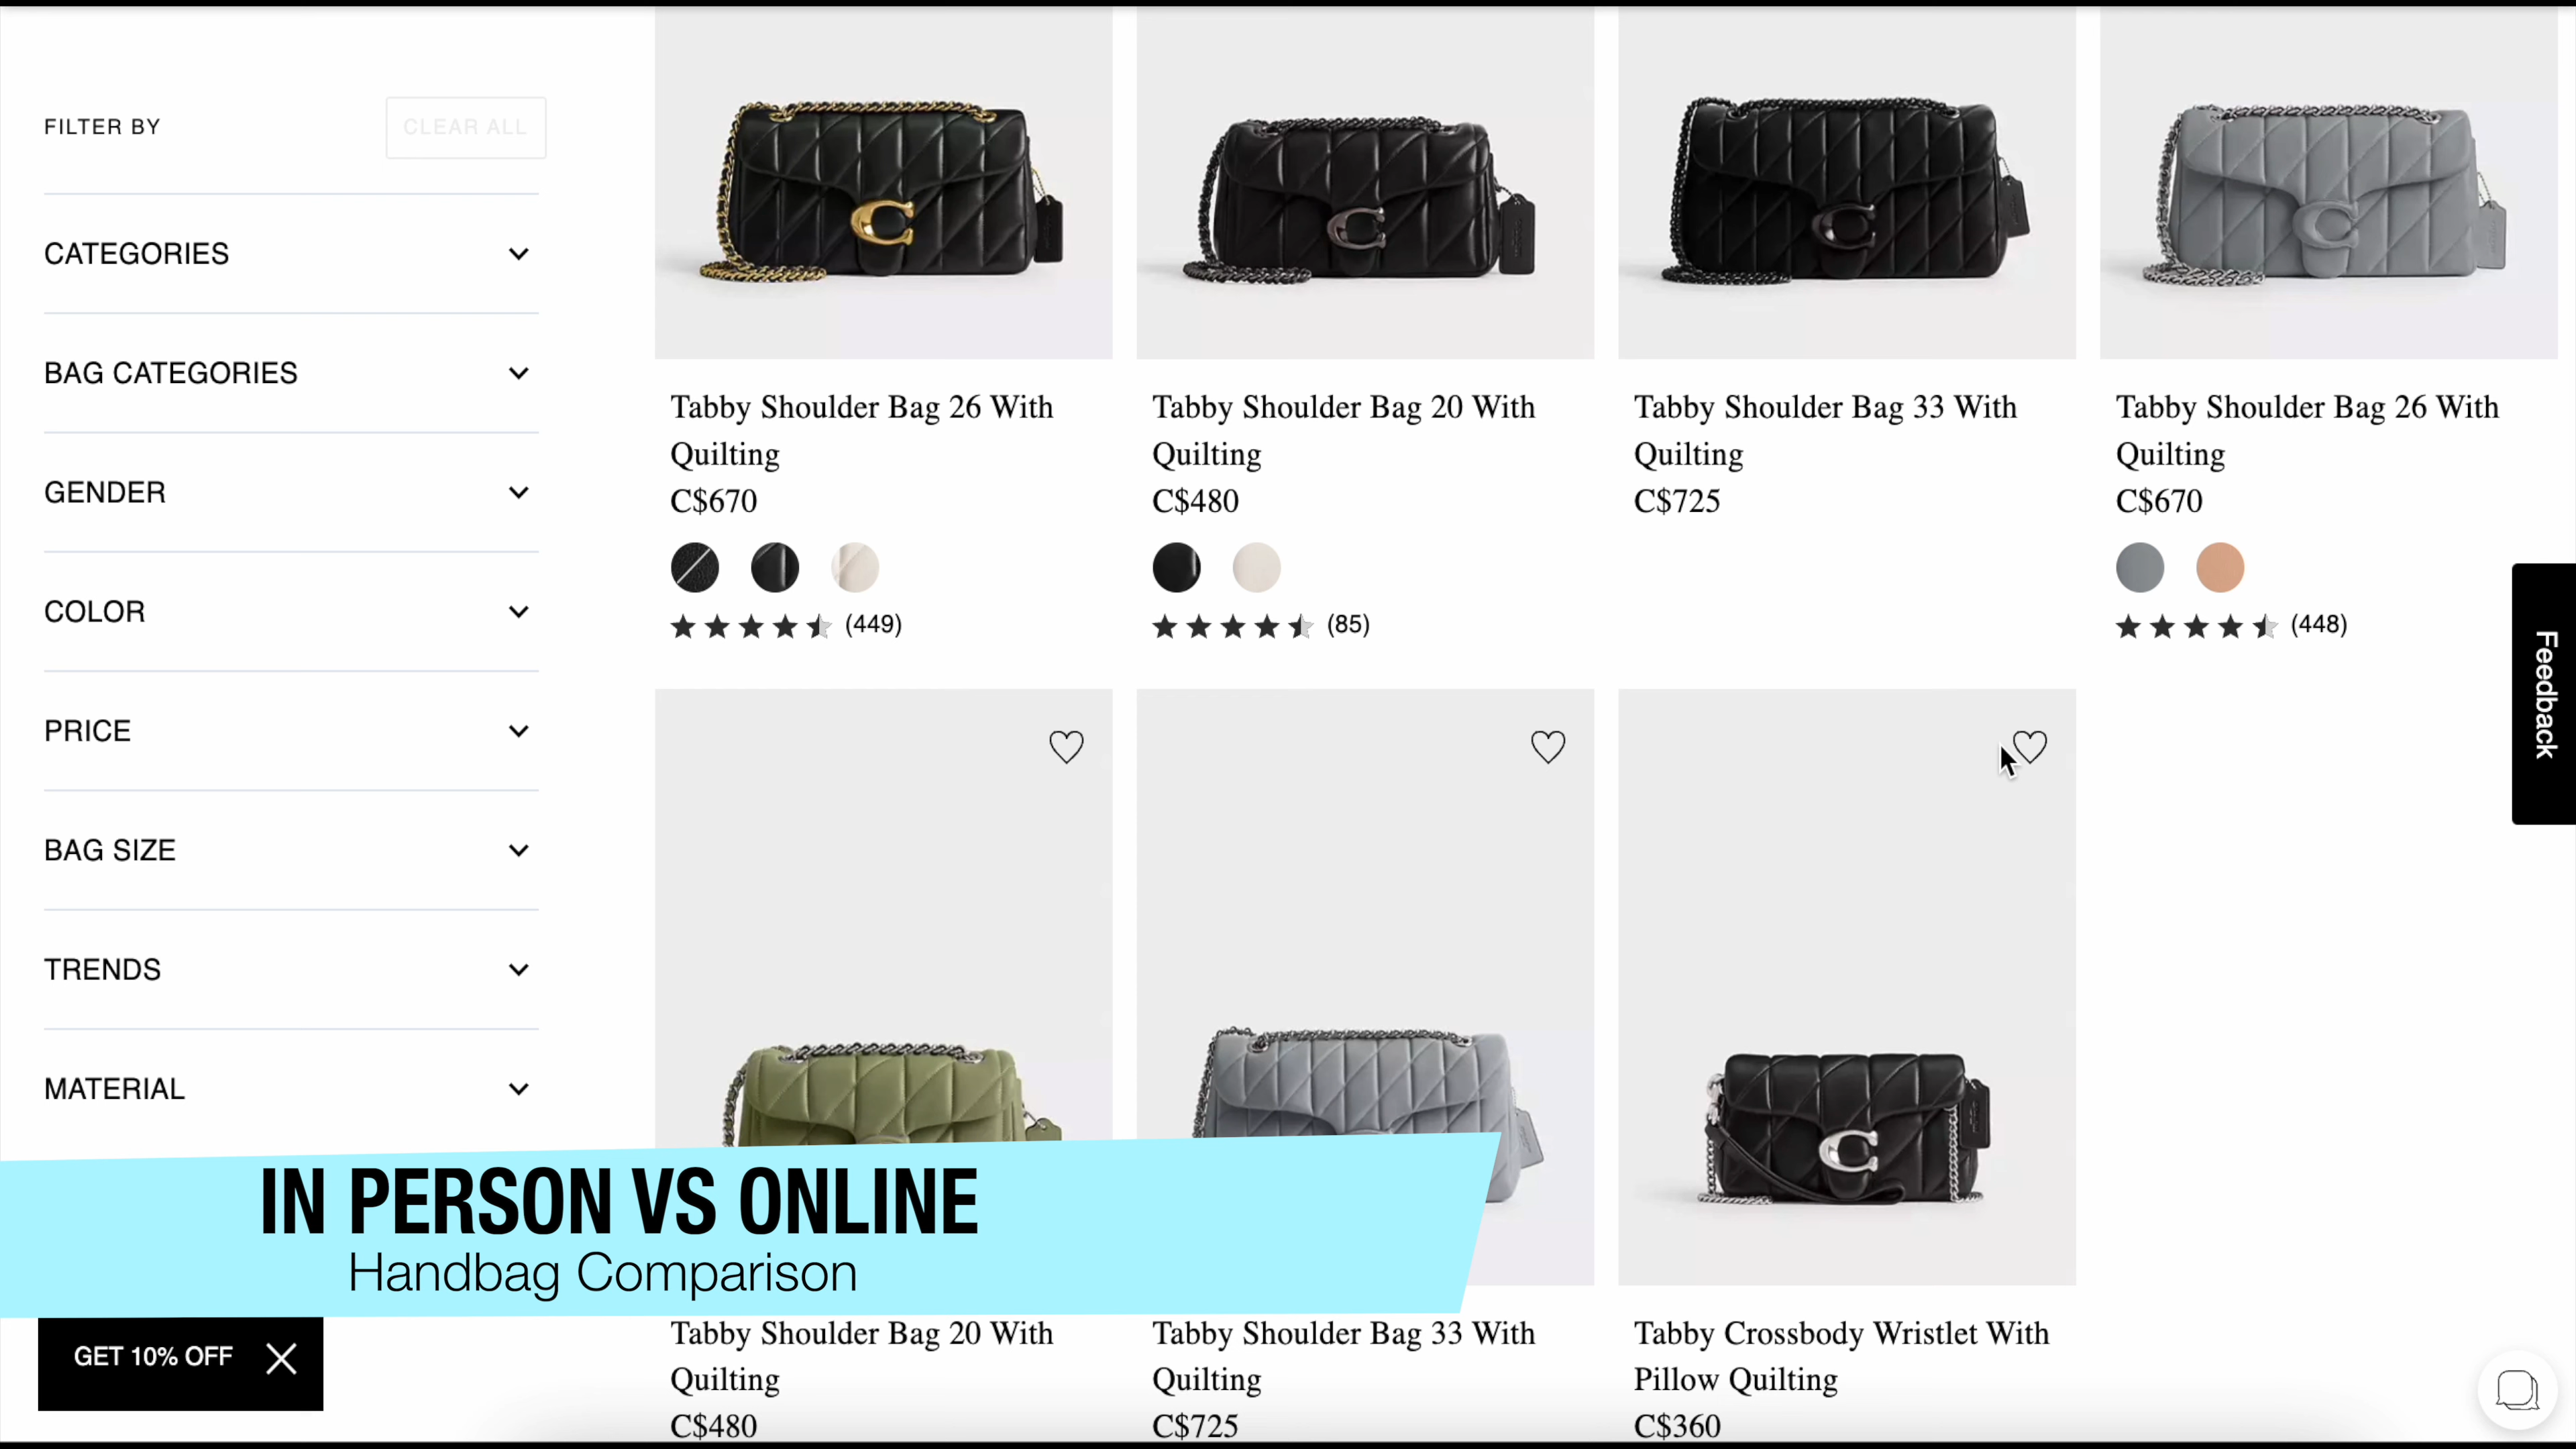 FILTER BY
CLEAR ALL
CATEGORIES
BAG CATEGORIES
GENDER
COLOR
PRICE
BAG SIZE
TRENDS
MATERIAL
Tabby Shoulder Bag 26 With
Quilting
C$670
(449)
Tabby Shoulder Bag 20 With
Quilting
C$480
(85)
Tabby Shoulder Bag 33 With
Quilting
C$725
Tabby Shoulder Bag 26 With
Quilting
C$670
(448)
Feedback
IN PERSON VS ONLINE
Handbag Comparison
GET 10% OFF
Tabby Shoulder Bag 20 With
Quilting
C$480
Tabby Shoulder Bag 33 With
Quilting
C$725
Tabby Crossbody Wristlet With
Pillow Quilting
C$360